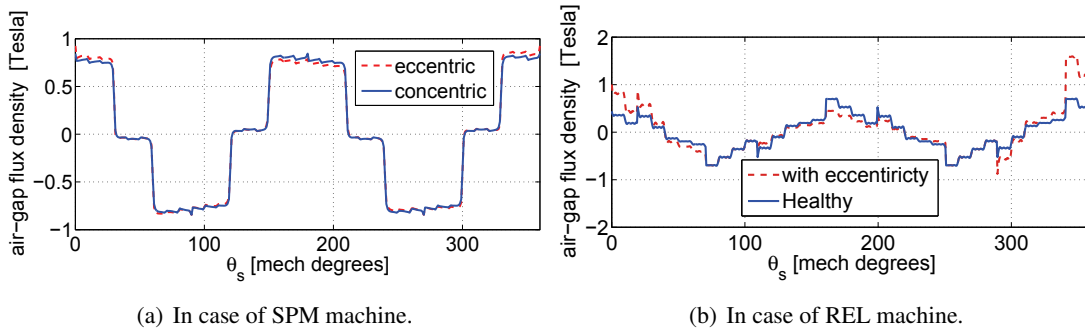 air-gap flux density [Tesla]
1
0.5
0
−0.5
−1
eccentric
concentric
0
100
200
300
θs [mech degrees]
(a) In case of SPM machine.
air-gap flux density [Tesla]
2
1
0
−1
−2
with eccentiricty
Healthy
0
100
200
300
θs [mech degrees]
(b) In case of REL machine.